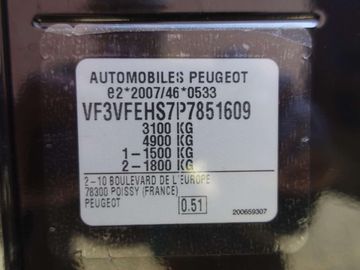 AUTOMOBILES PEUGEOT
e2*2007/46*0533
VF3VFEHS7P7851609
3100 KG
4900 KG
1-1500 KG
2-1800 KG
2-10 BOULEVARD DE L'EUROPE
78300 POISSY (FRANCE)
PEUGEOT 0.51
200659307